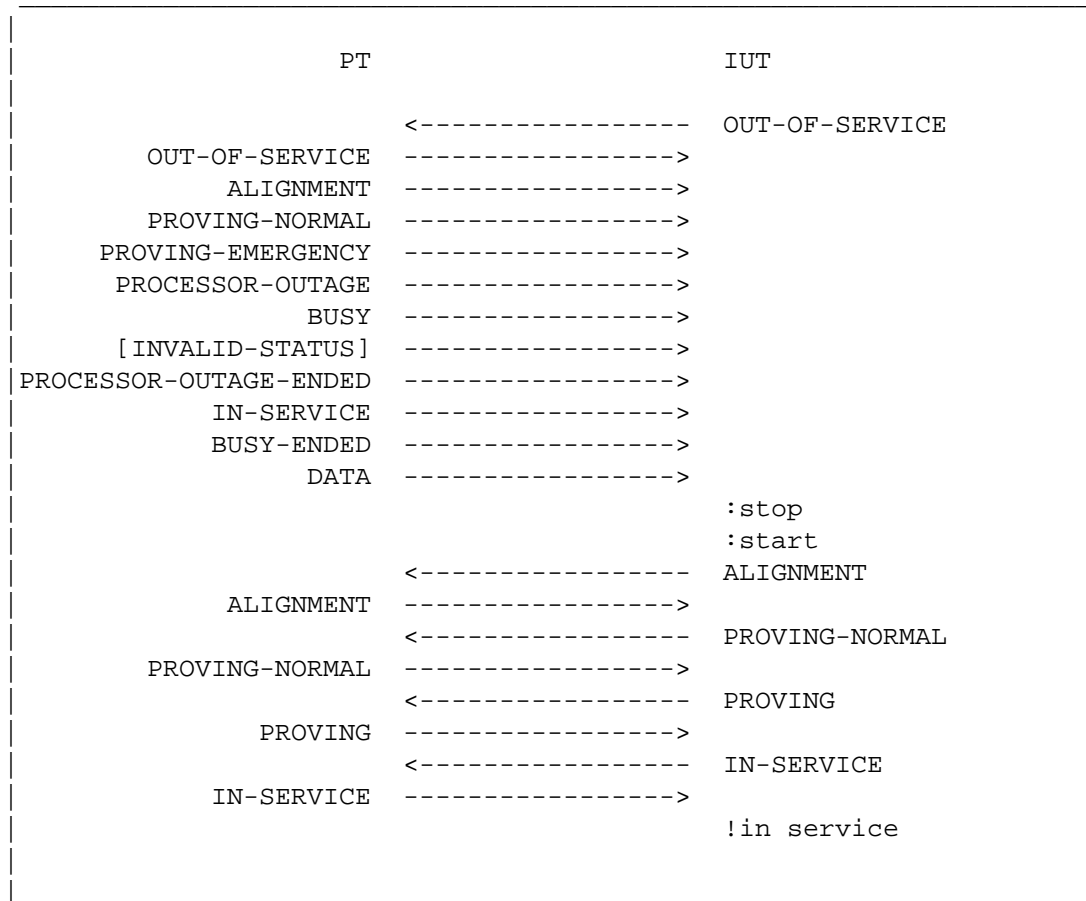 PT IUT
<----------------- OUT-OF-SERVICE
OUT-OF-SERVICE ----------------->
ALIGNMENT ----------------->
PROVING-NORMAL ----------------->
PROVING-EMERGENCY ----------------->
PROCESSOR-OUTAGE ----------------->
BUSY ----------------->
[INVALID-STATUS] ----------------->
PROCESSOR-OUTAGE-ENDED ----------------->
IN-SERVICE ----------------->
BUSY-ENDED ----------------->
DATA ----------------->
:stop
:start
<----------------- ALIGNMENT
ALIGNMENT ----------------->
<----------------- PROVING-NORMAL
PROVING-NORMAL ----------------->
<----------------- PROVING
PROVING ----------------->
<----------------- IN-SERVICE
IN-SERVICE ----------------->
!in service